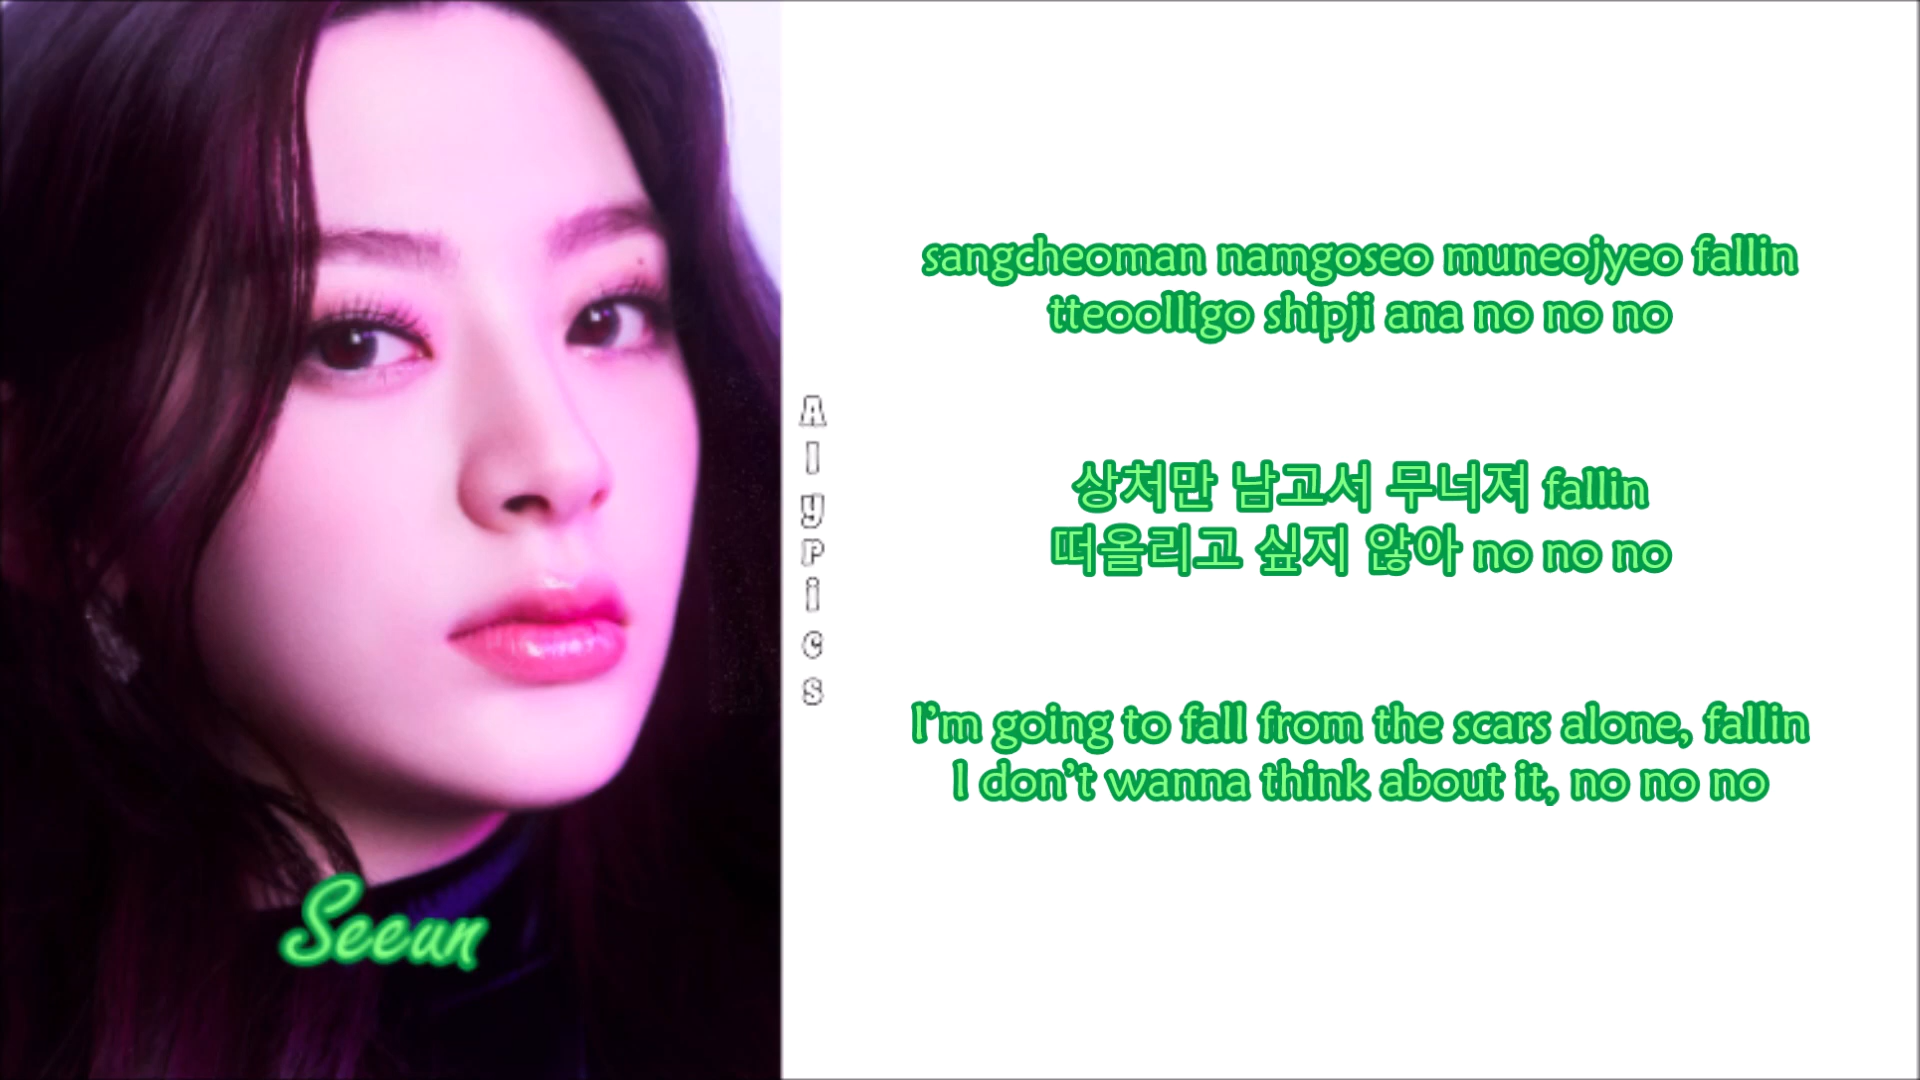 sangcheoman namgoseo muneojyeo fallin
tteoolligo shipji ana no no no
상처만 남고서 무너져 fallin
떠올리고 싶지 않아 no no no
I'm going to fall from the scars alone, fallin
I don't wanna think about it, no no no
AlyPics
Seeun